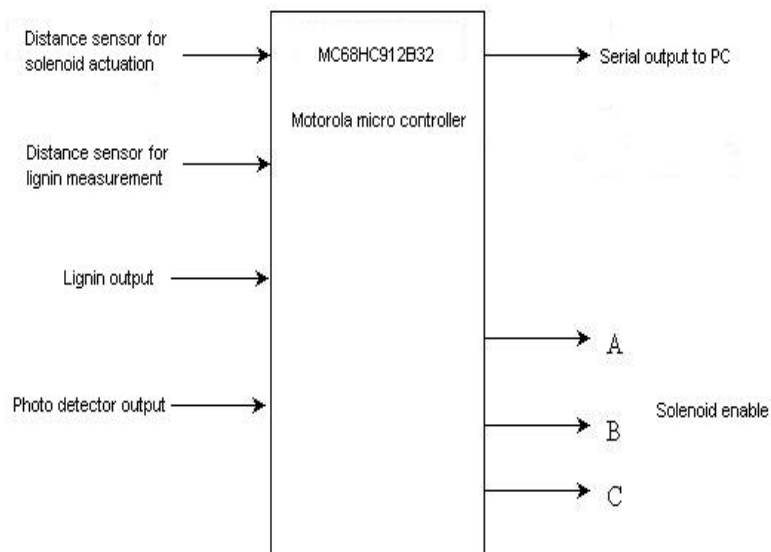 Distance sensor for
solenoid actuation
MC68HC912B32
Serial output to PC
Motorola micro controller
Distance sensor for
lignin measurement
Lignin output
A
Photo detector output
Solenoid enable
B
C